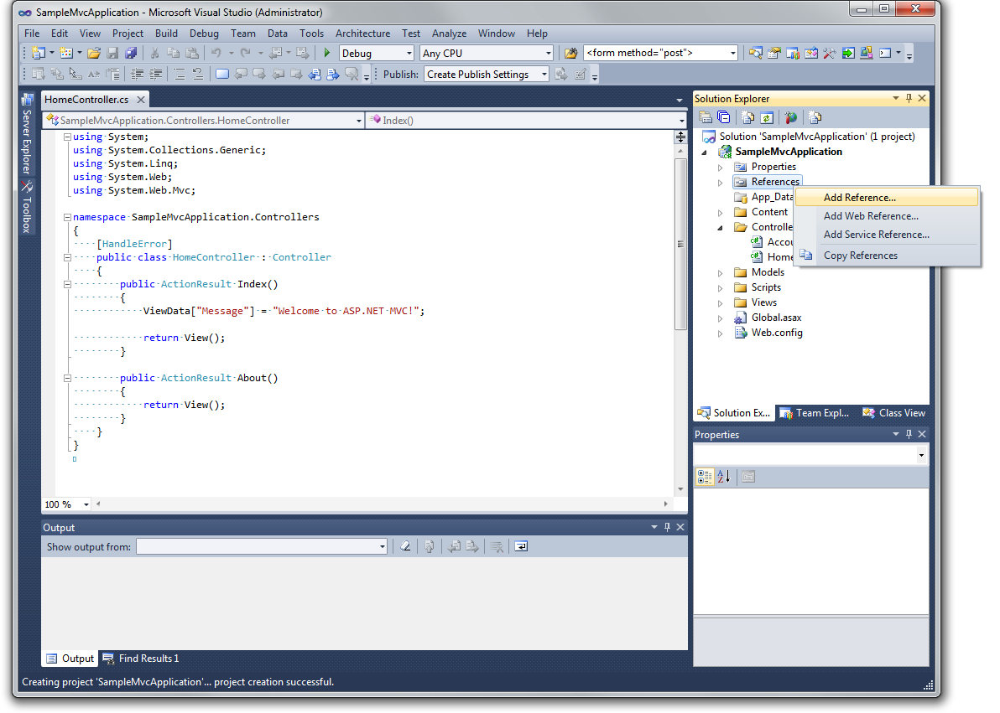 SampleMvcApplication - Microsoft Visual Studio (Administrator)
File Edit View Project Build Debug Team Data Tools Architecture Test Analyze Window Help
Debug Any CPU <form method="post">
Publish: Create Publish Settings
Server Explorer
Toolbox
HomeController.cs
SampleMvcApplication.Controllers.HomeController Index()
using System;
using System.Collections.Generic;
using System.Linq;
using System.Web;
using System.Web.Mvc;
namespace SampleMvcApplication.Controllers
{
[HandleError]
public class HomeController : Controller
{
public ActionResult Index()
{
ViewData["Message"] = "Welcome to ASP.NET MVC!";
return View();
}
public ActionResult About()
{
return View();
}
}
}
100 %
Output
Show output from:
Output Find Results 1
Solution Explorer
Solution 'SampleMvcApplication' (1 project)
SampleMvcApplication
Properties
References
App_Data
Content
Controlle
Accou
Home
Models
Scripts
Views
Global.asax
Web.config
Add Reference...
Add Web Reference...
Add Service Reference...
Copy References
Solution Ex... Team Expl... Class View
Properties
Creating project 'SampleMvcApplication'... project creation successful.